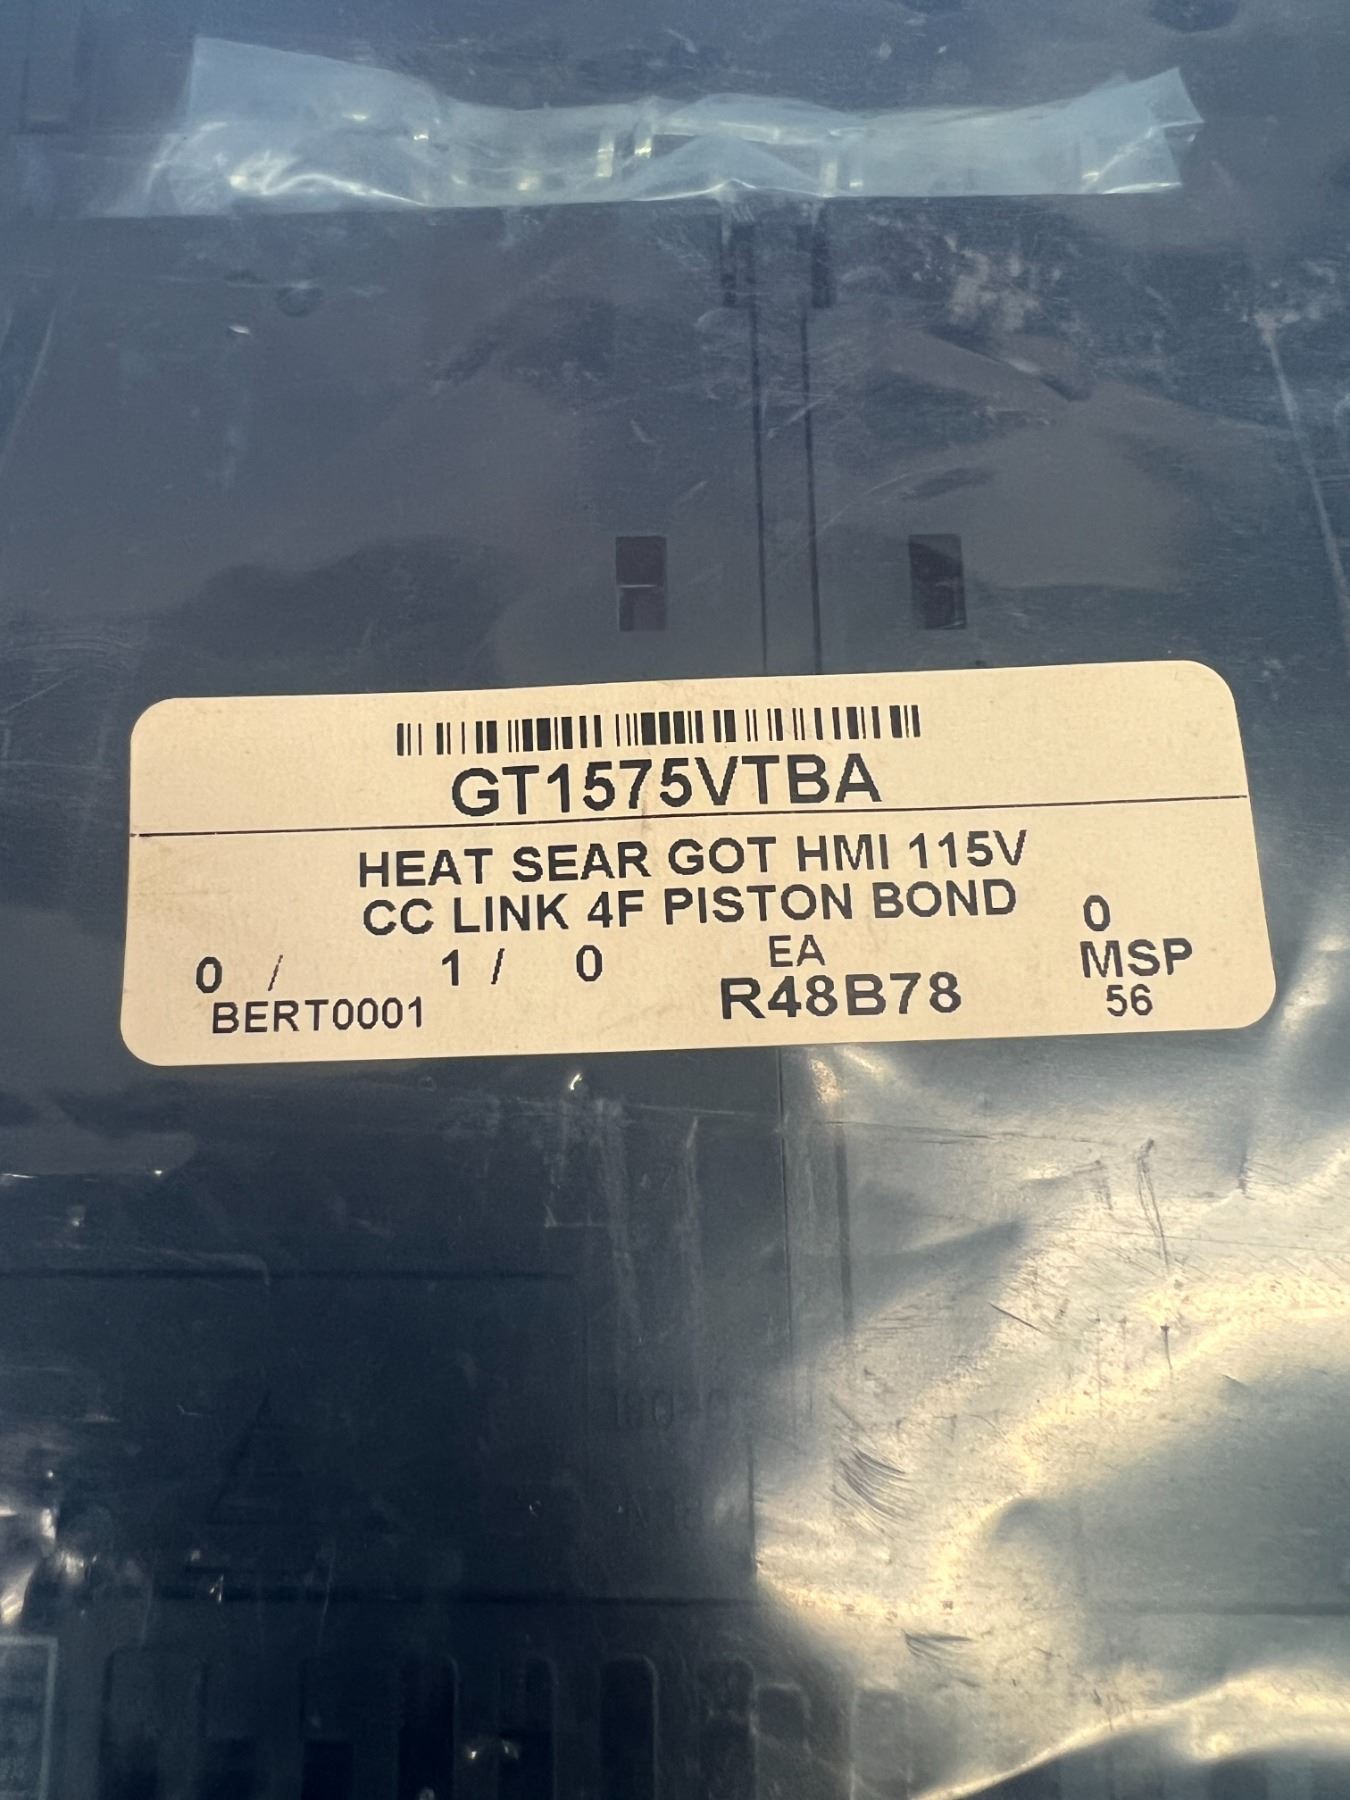 GT1575VTBA
HEAT SEAR GOT HMI 115V
CC LINK 4F PISTON BOND
0 / 1 / 0 EA 0
BERT0001 R48B78 MSP
56